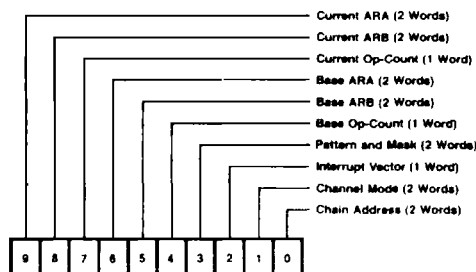 Current ARA (2 Words)
Current ARB (2 Words)
Current Op-Count (1 Word)
Base ARA (2 Words)
Base ARB (2 Words)
Base Op-Count (1 Word)
Pattern and Mask (2 Words)
Interrupt Vector (1 Word)
Channel Mode (2 Words)
Chain Address (2 Words)
9 8 7 6 5 4 3 2 1 0